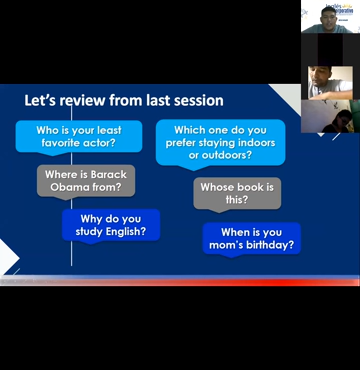 Let's review from last session
Who is your least
favorite actor?
Where is Barack
Obama from?
Why do you
study English?
Which one do you
prefer staying indoors
or outdoors?
Whose book is
this?
When is you
mom's birthday?